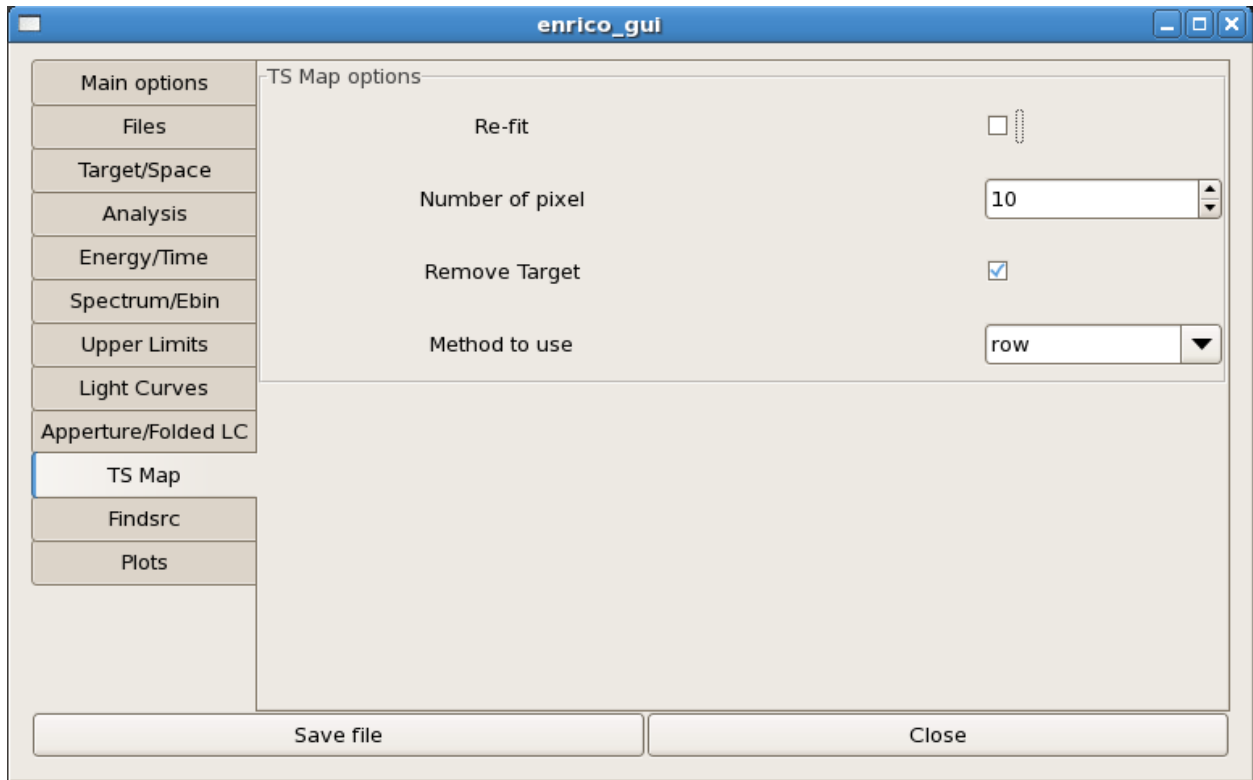 enrico_gui
Main options
Files
Target/Space
Analysis
Energy/Time
Spectrum/Ebin
Upper Limits
Light Curves
Apperture/Folded LC
TS Map
Findsrc
Plots
TS Map options
Re-fit
Number of pixel 10
Remove Target
Method to use row
Save file Close